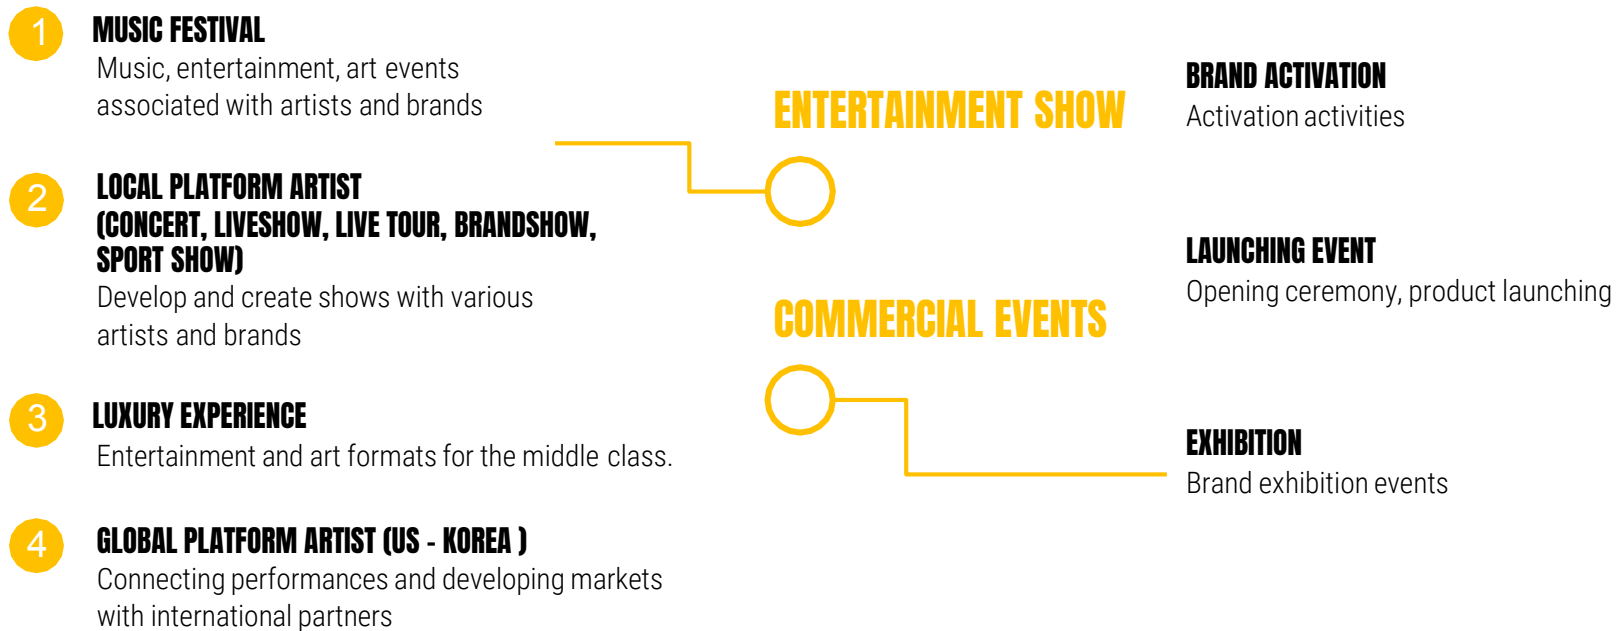 1
MUSIC FESTIVAL
Music, entertainment, art events
associated with artists and brands
2
LOCAL PLATFORM ARTIST
(CONCERT, LIVESHOW, LIVE TOUR, BRANDSHOW,
SPORT SHOW)
Develop and create shows with various
artists and brands
3
LUXURY EXPERIENCE
Entertainment and art formats for the middle class.
4
GLOBAL PLATFORM ARTIST (US - KOREA )
Connecting performances and developing markets
with international partners
ENTERTAINMENT SHOW
COMMERCIAL EVENTS
BRAND ACTIVATION
Activation activities
LAUNCHING EVENT
Opening ceremony, product launching
EXHIBITION
Brand exhibition events